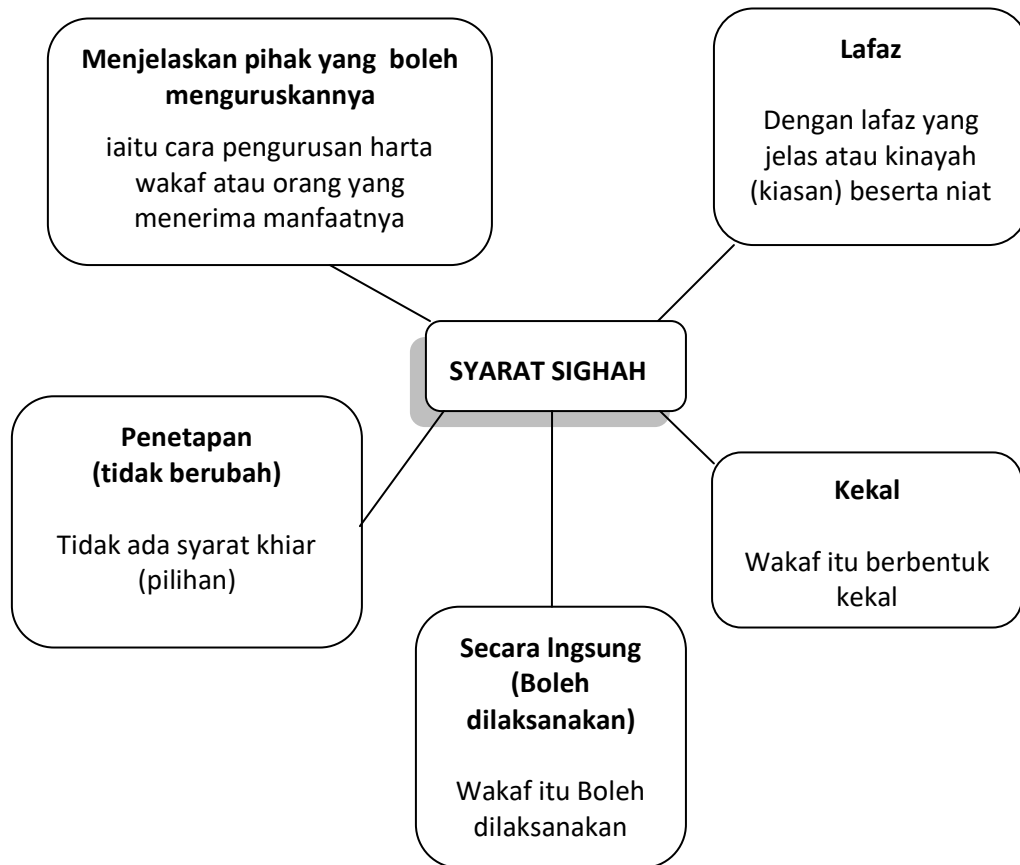 Menjelaskan pihak yang boleh
menguruskannya
iaitu cara pengurusan harta
wakaf atau orang yang
menerima manfaatnya
Lafaz
Dengan lafaz yang
jelas atau kinayah
(kiasan) beserta niat
SYARAT SIGHAH
Penetapan
(tidak berubah)
Tidak ada syarat khiar
(pilihan)
Kekal
Wakaf itu berbentuk
kekal
Secara lngsung
(Boleh
dilaksanakan)
Wakaf itu Boleh
dilaksanakan